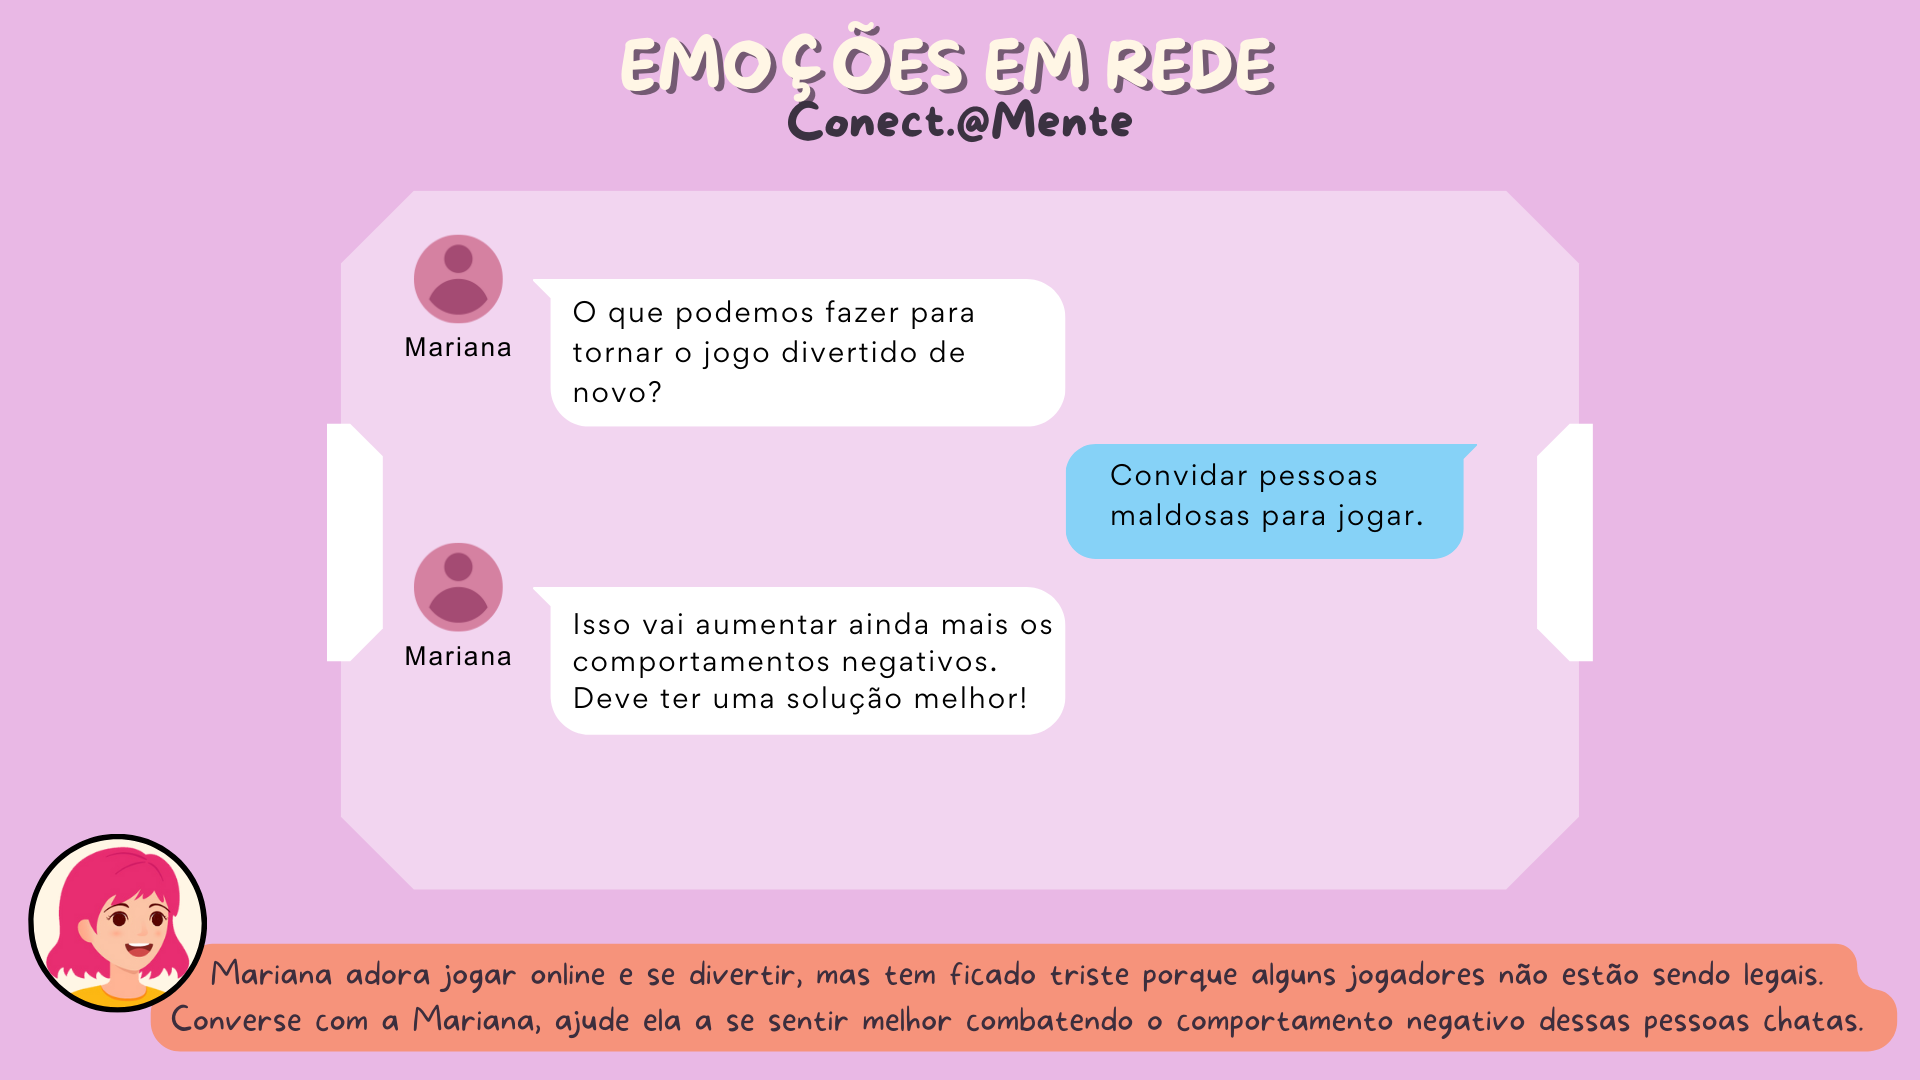 EMOÇÕES EM REDE
Conect.@Mente
Mariana
O que podemos fazer para
tornar o jogo divertido de
novo?
Convidar pessoas
maldosas para jogar.
Mariana
Isso vai aumentar ainda mais os
comportamentos negativos.
Deve ter uma solução melhor!
Mariana adora jogar online e se divertir, mas tem ficado triste porque alguns jogadores não estão sendo legais.
Converse com a Mariana, ajude ela a se sentir melhor combatendo o comportamento negativo dessas pessoas chatas.